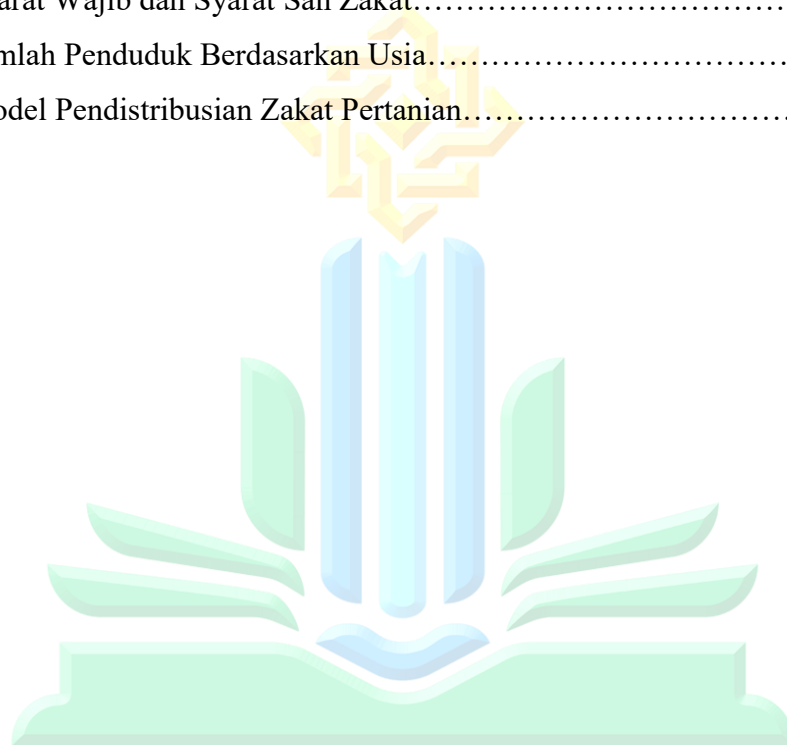 arat Wajib dan Syarat Sah Zakat……………………………
mlah Penduduk Berdasarkan Usia……………………………
odel Pendistribusian Zakat Pertanian…………………………